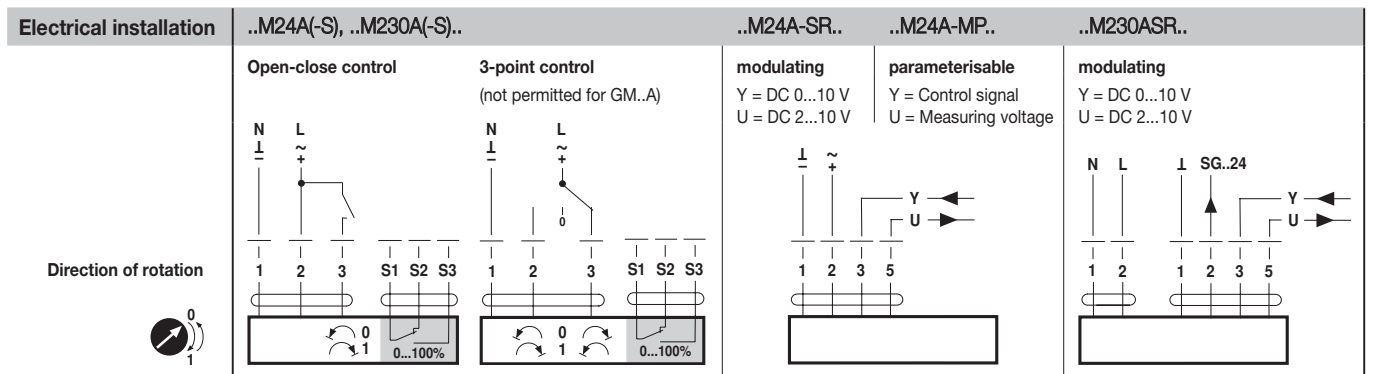 Electrical installation ..M24A(-S), ..M230A(-S).. ..M24A-SR.. ..M24A-MP.. ..M230ASR..
Open-close control 3-point control modulating parameterisable modulating
(not permitted for GM..A) Y = DC 0...10 V Y = Control signal Y = DC 0...10 V
U = DC 2...10 V U = Measuring voltage U = DC 2...10 V
N L N L
⊥ ~ ⊥ ~ ⊥ ~
– + – + – +
N L ⊥ SG..24
0 Y Y
U U
Direction of rotation 1 2 3 S1 S2 S3 1 2 3 S1 S2 S3 1 2 3 5 1 2 1 2 3 5
0 0 0
1 1 1
0...100% 0...100%